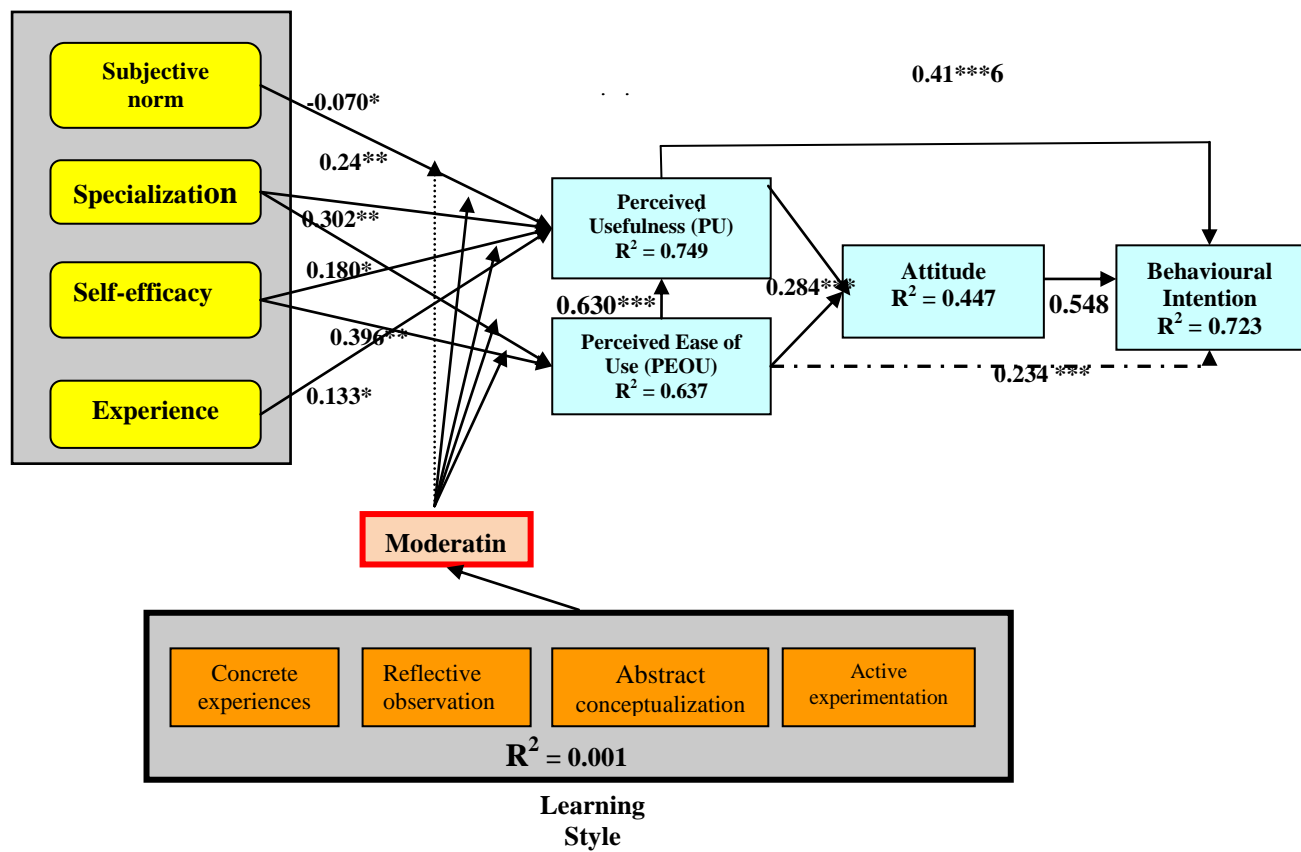 Subjective
norm
Specialization
Self-efficacy
Experience
-0.070*
0.24**
0.302**
0.180*
0.396**
0.133*
0.41***6
Perceived
Usefulness (PU)
R² = 0.749
0.630***
Perceived Ease of
Use (PEOU)
R² = 0.637
0.284***
Attitude
R² = 0.447
0.548
Behavioural
Intention
R² = 0.723
0.234 ***
Moderatin
Concrete
experiences
Reflective
observation
Abstract
conceptualization
Active
experimentation
R² = 0.001
Learning
Style